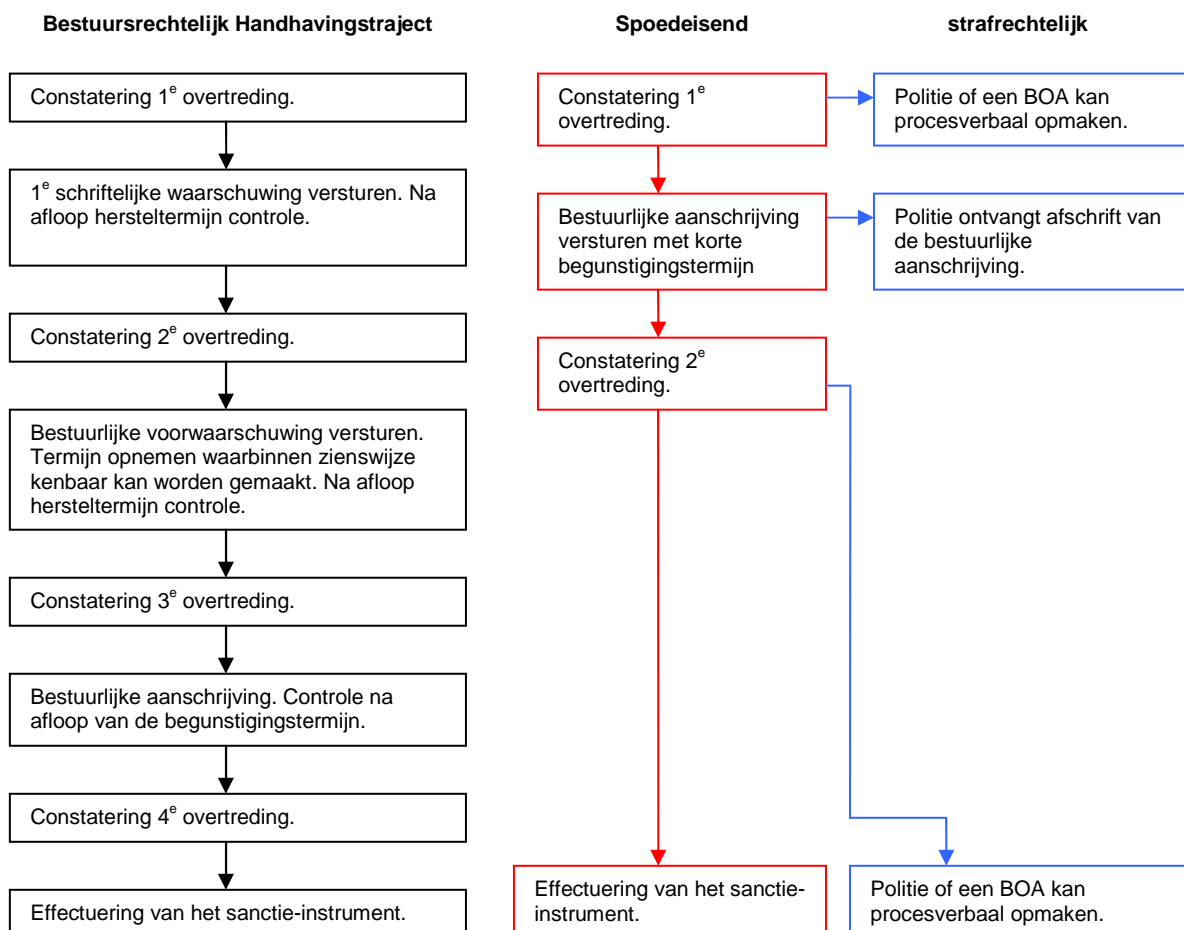 Bestuursrechtelijk Handhavingstraject
Constatering 1e overtreding.
1e schriftelijke waarschuwing versturen. Na
afloop hersteltermijn controle.
Constatering 2e overtreding.
Bestuurlijke voorwaarschuwing versturen.
Termijn opnemen waarbinnen zienswijze
kenbaar kan worden gemaakt. Na afloop
hersteltermijn controle.
Constatering 3e overtreding.
Bestuurlijke aanschrijving. Controle na
afloop van de begunstigingstermijn.
Constatering 4e overtreding.
Effectuering van het sanctie-instrument.
Spoedeisend
Constatering 1e
overtreding.
Bestuurlijke aanschrijving
versturen met korte
begunstigingstermijn
Constatering 2e
overtreding.
Effectuering van het sanctie-
instrument.
strafrechtelijk
Politie of een BOA kan
procesverbaal opmaken.
Politie ontvangt afschrift van
de bestuurlijke
aanschrijving.
Politie of een BOA kan
procesverbaal opmaken.